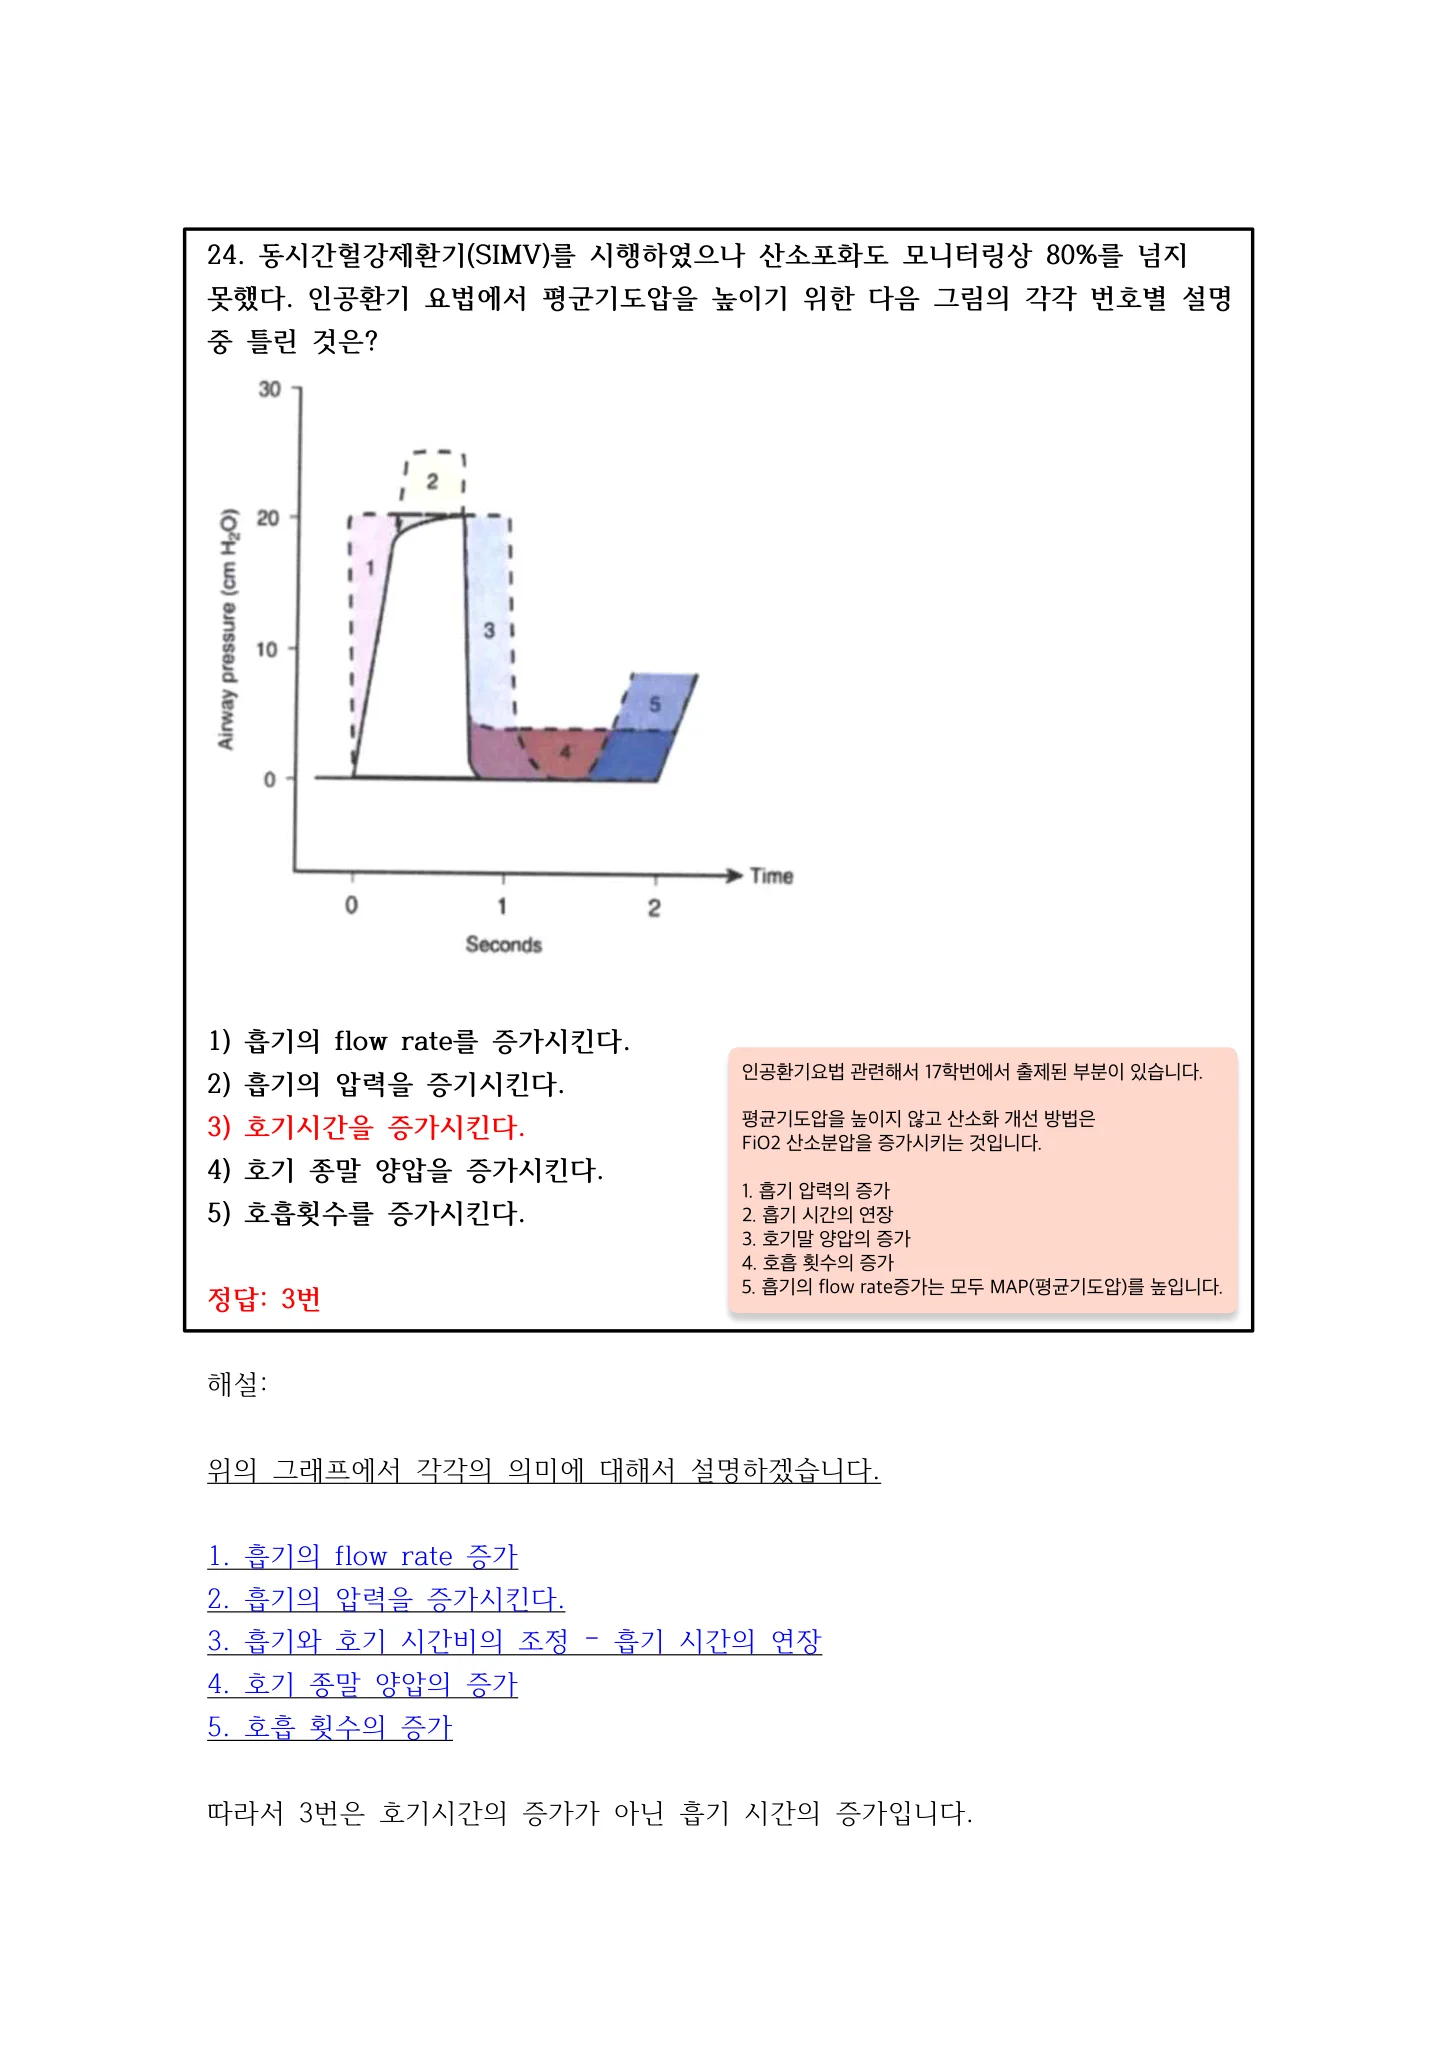 24. 동시간헐강제환기(SIMV)를 시행하였으나 산소포화도 모니터링상 80%를 넘지
못했다. 인공환기 요법에서 평균기도압을 높이기 위한 다음 그림의 각각 번호별 설명
중 틀린 것은?
30
20
10
0
Airway pressure (cm H₂O)
1
2
3
4
5
Time
0
1
2
Seconds
1) 흡기의 flow rate를 증가시킨다.
2) 흡기의 압력을 증기시킨다.
3) 호기시간을 증가시킨다.
4) 호기 종말 양압을 증가시킨다.
5) 호흡횟수를 증가시킨다.
정답: 3번
인공환기요법 관련해서 17학번에서 출제된 부분이 있습니다.
평균기도압을 높이지 않고 산소화 개선 방법은
FiO2 산소분압을 증가시키는 것입니다.
1. 흡기 압력의 증가
2. 흡기 시간의 연장
3. 호기말 양압의 증가
4. 호흡 횟수의 증가
5. 흡기의 flow rate증가는 모두 MAP(평균기도압)를 높입니다.
해설:
위의 그래프에서 각각의 의미에 대해서 설명하겠습니다.
1. 흡기의 flow rate 증가
2. 흡기의 압력을 증가시킨다.
3. 흡기와 호기 시간비의 조정 - 흡기 시간의 연장
4. 호기 종말 양압의 증가
5. 호흡 횟수의 증가
따라서 3번은 호기시간의 증가가 아닌 흡기 시간의 증가입니다.